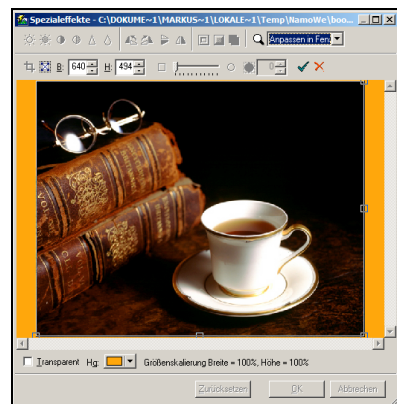 Spezialeffekte - C:\DOKUME~1\MARKUS~1\LOKALE~1\Temp\NamoWe\boo...
Anpassen in Fen
B: 640 H: 494 0
Transparent Hg: Größenskalierung Breite = 100%, Höhe = 100%
Zurücksetzen OK Abbrechen